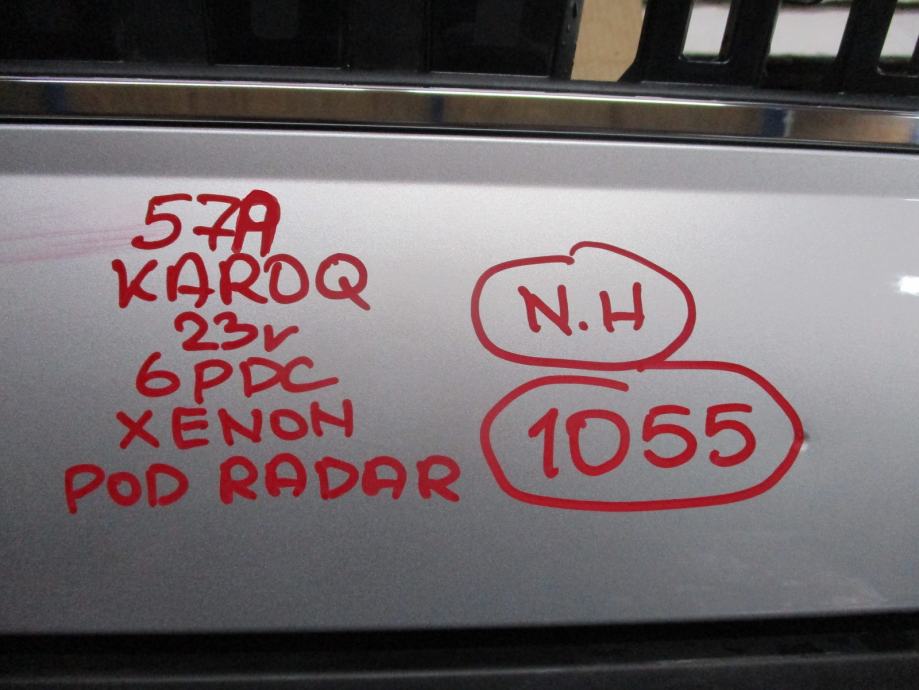 57A
KAROQ
23r
6PDC
XENON
POD RADAR
N.H
1055